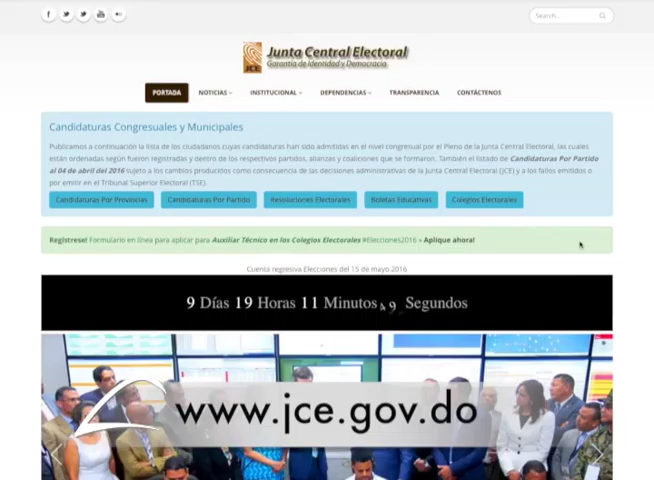 Search...
JCE
Junta Central Electoral
Garantía de Identidad y Democracia
PORTADA NOTICIAS INSTITUCIONAL DEPENDENCIAS TRANSPARENCIA CONTÁCTENOS
Candidaturas Congresuales y Municipales
Publicamos a continuación la lista de los ciudadanos cuyas candidaturas han sido admitidas en el nivel congresual por el Pleno de la Junta Central Electoral, las cuales
están ordenadas según fueron registradas y dentro de los respectivos partidos, alianzas y coaliciones que se formaron. También el listado de Candidaturas Por Partido
al 04 de abril del 2016 sujeto a los cambios producidos como consecuencia de las decisiones administrativas de la Junta Central Electoral (JCE) y a los fallos emitidos o
por emitir en el Tribunal Superior Electoral (TSE)
Candidaturas Por Provincias Candidaturas Por Partido Resoluciones Electorales Boletas Educativas Colegios Electorales
Regístrese! Formulario en línea para aplicar para Auxiliar Técnico en los Colegios Electorales #Elecciones2016 » Aplique ahora!
Cuenta regresiva Elecciones del 15 de mayo 2016
9 Días 19 Horas 11 Minutos 9 Segundos
www.jce.gov.do